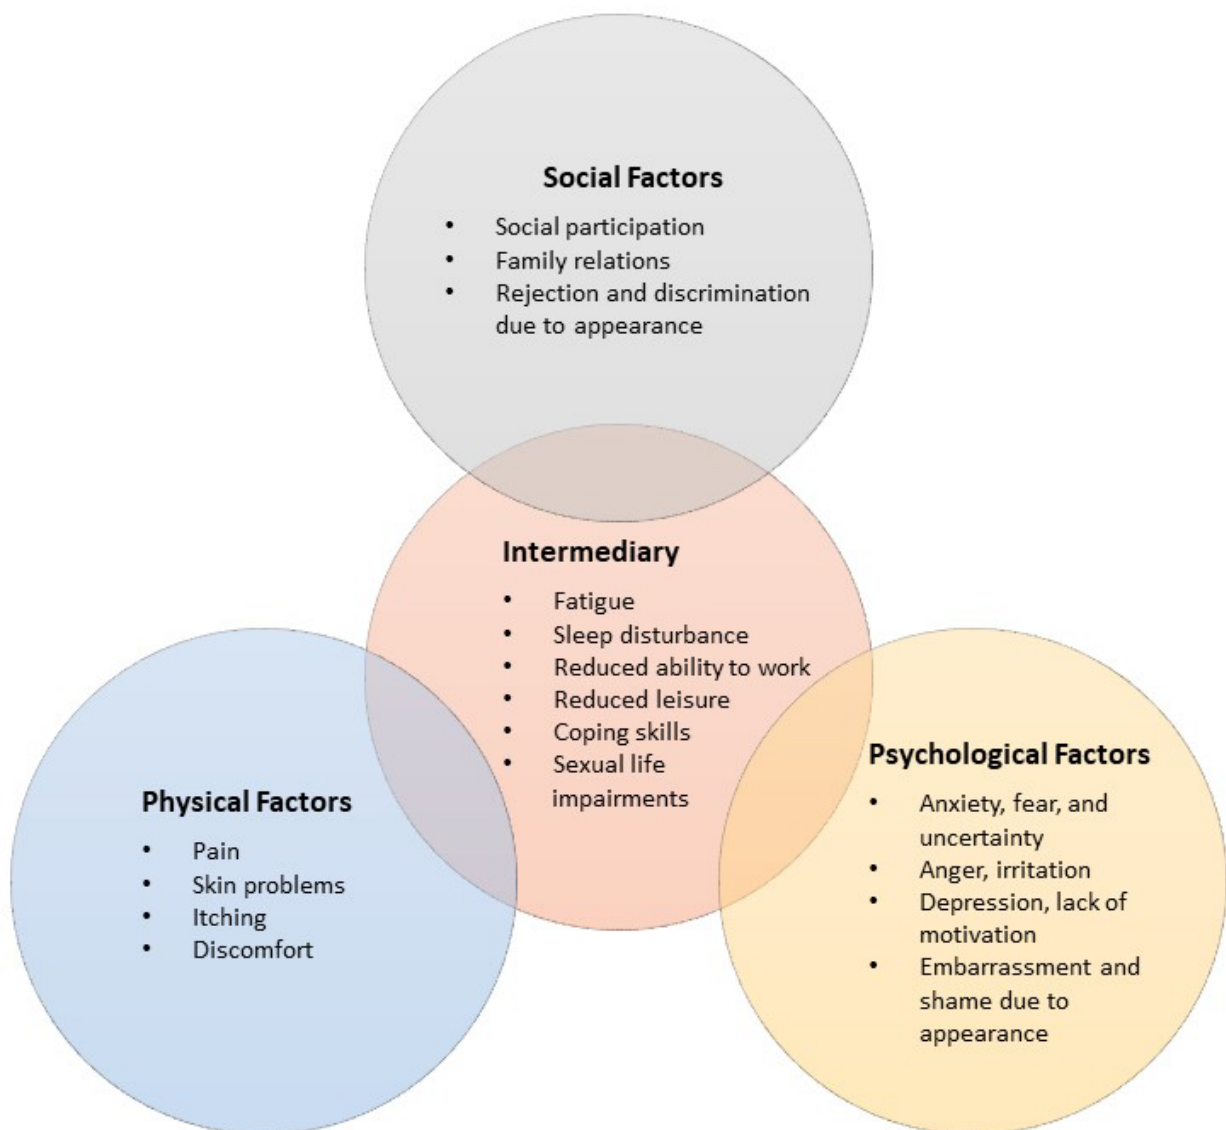 Social Factors
• Social participation
• Family relations
• Rejection and discrimination
due to appearance
Intermediary
• Fatigue
• Sleep disturbance
• Reduced ability to work
• Reduced leisure
• Coping skills
• Sexual life
impairments
Physical Factors
• Pain
• Skin problems
• Itching
• Discomfort
Psychological Factors
• Anxiety, fear, and
uncertainty
• Anger, irritation
• Depression, lack of
motivation
• Embarrassment and
shame due to
appearance